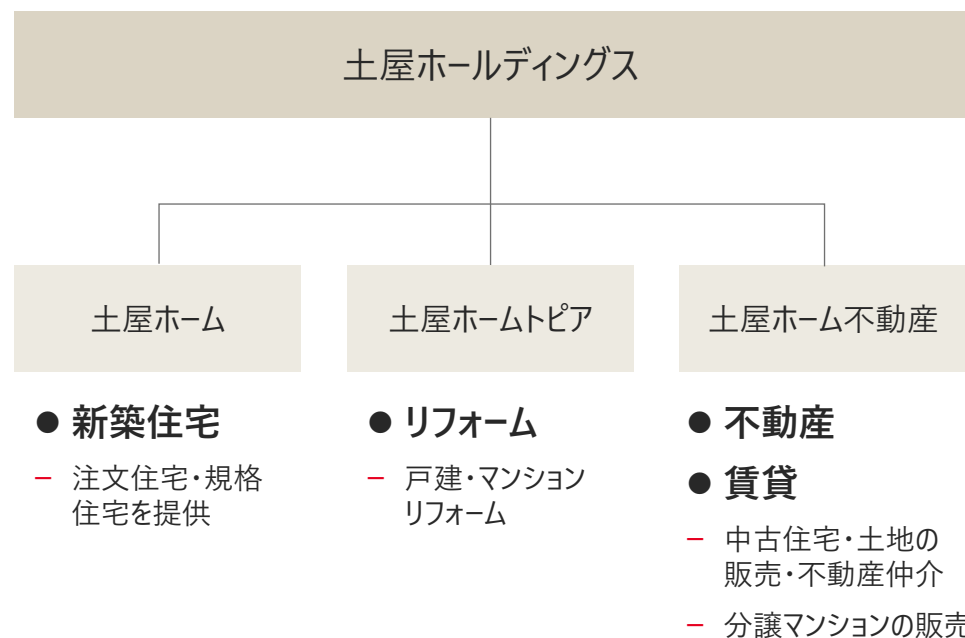 土屋ホールディングス
土屋ホーム
土屋ホームトピア
土屋ホーム不動産
● 新築住宅
− 注文住宅・規格
住宅を提供
● リフォーム
− 戸建・マンション
リフォーム
● 不動産
● 賃貸
− 中古住宅・土地の
販売・不動産仲介
− 分譲マンションの販売